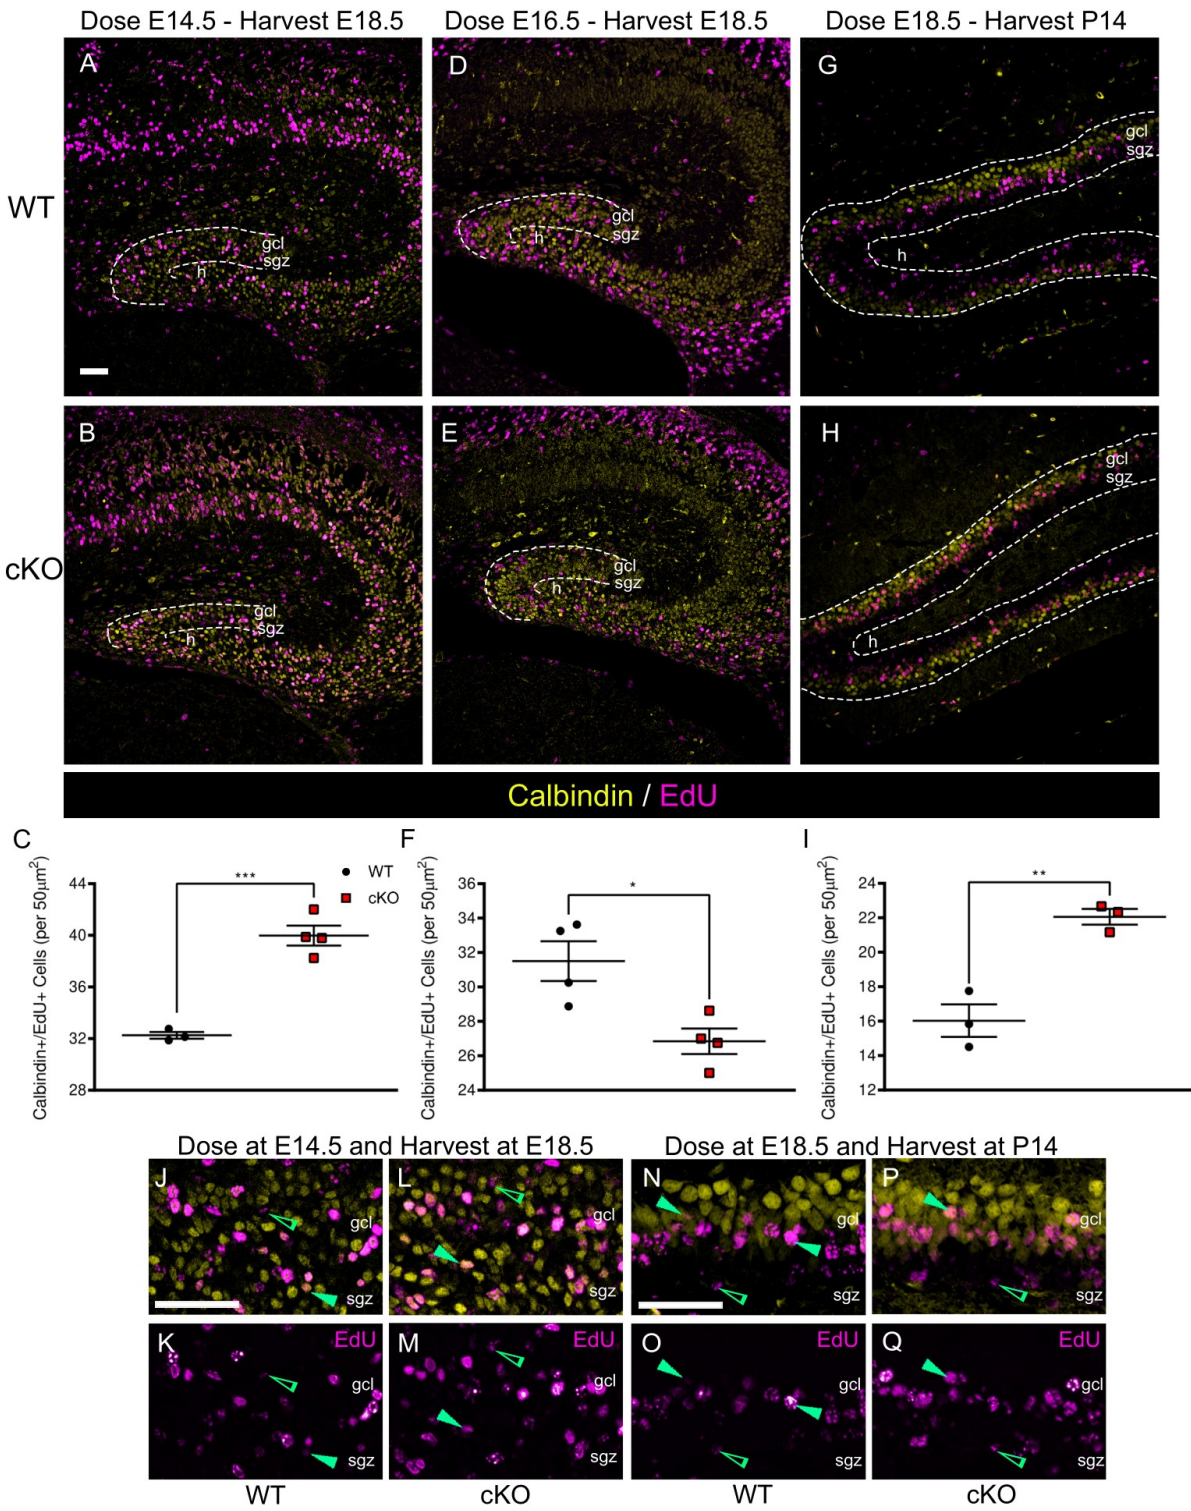 Dose E14.5 - Harvest E18.5
Dose E16.5 - Harvest E18.5
Dose E18.5 - Harvest P14
WT
A
gcl
sgz
h
D
gcl
sgz
h
G
gcl
sgz
h
cKO
B
gcl
sgz
h
E
gcl
sgz
h
H
gcl
sgz
h
Calbindin / EdU
C
Calbindin+/EdU+ Cells (per 50µm²)
44
40
36
32
28
***
WT
cKO
F
Calbindin+/EdU+ Cells (per 50µm²)
36
34
32
30
28
26
24
*
I
Calbindin+/EdU+ Cells (per 50µm²)
24
22
20
18
16
14
12
**
Dose at E14.5 and Harvest at E18.5
Dose at E18.5 and Harvest at P14
J
gcl
sgz
L
gcl
sgz
N
gcl
sgz
P
gcl
sgz
K
EdU
gcl
sgz
M
EdU
gcl
sgz
O
EdU
gcl
sgz
Q
EdU
gcl
sgz
WT
cKO
WT
cKO